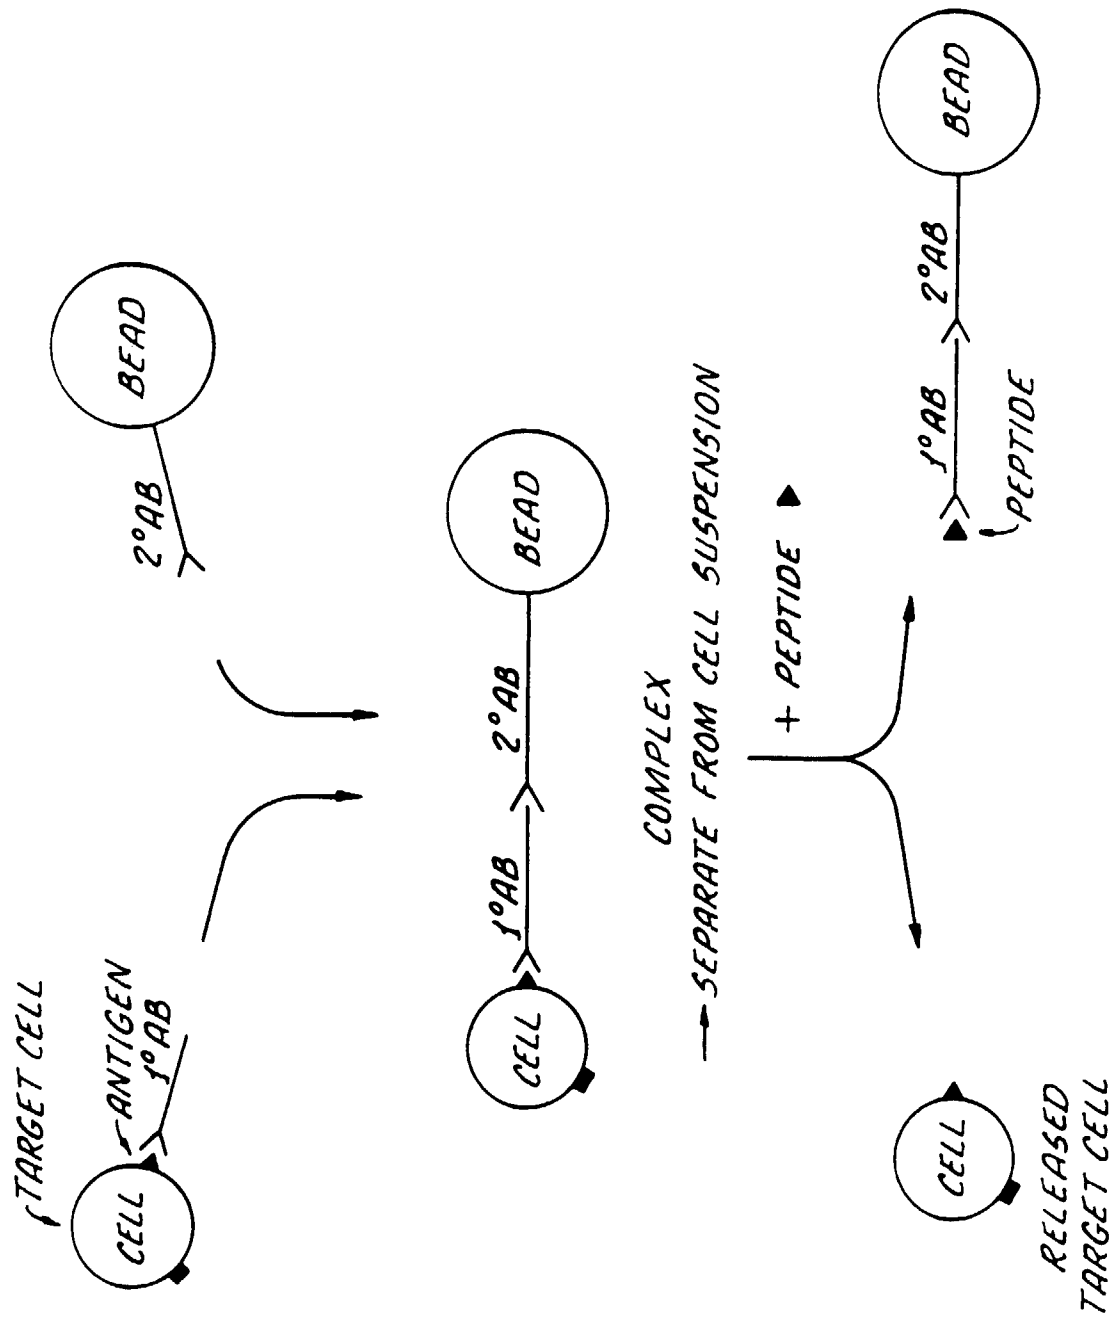 TARGET CELL
ANTIGEN
1° AB
CELL
2° AB
BEAD
CELL
1° AB
2° AB
BEAD
COMPLEX
SEPARATE FROM CELL SUSPENSION
+ PEPTIDE
CELL
RELEASED
TARGET CELL
1° AB
2° AB
BEAD
PEPTIDE